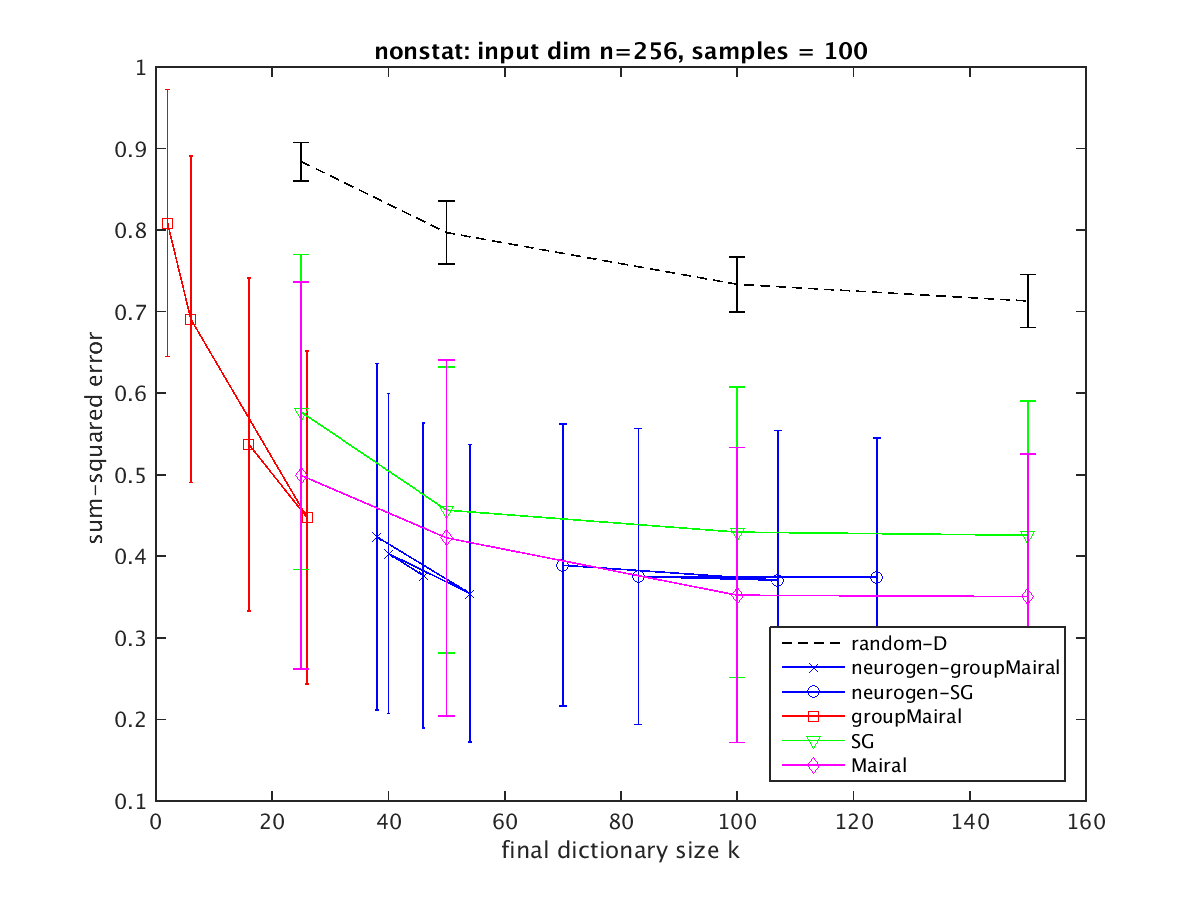 nonstat: input dim n=256, samples = 100
1
0.9
0.8
0.7
0.6
0.5
0.4
0.3
0.2
0.1
sum-squared error
random-D
neurogen-groupMairal
neurogen-SG
groupMairal
SG
Mairal
0 20 40 60 80 100 120 140 160
final dictionary size k